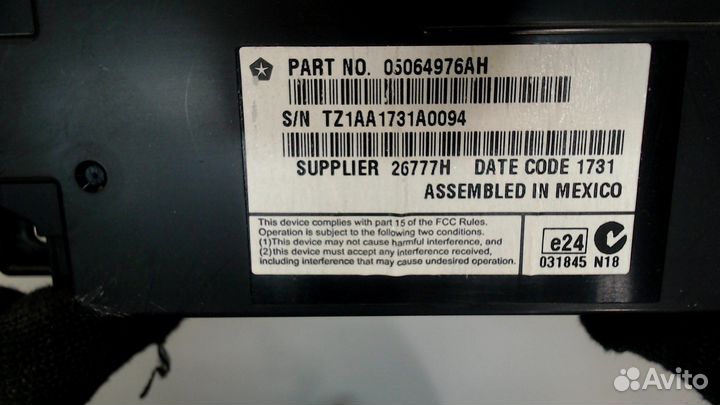 PART NO. 05064976AH
S/N TZ1AA1731A0094
SUPPLIER 26777H DATE CODE 1731
ASSEMBLED IN MEXICO
This device complies with part 15 of the FCC Rules.
Operation is subject to the following two conditions.
(1)This device may not cause harmful interference, and
(2)this device must accept any interference received,
including interference that may cause undesired operation.
e24
031845 N18
Avito